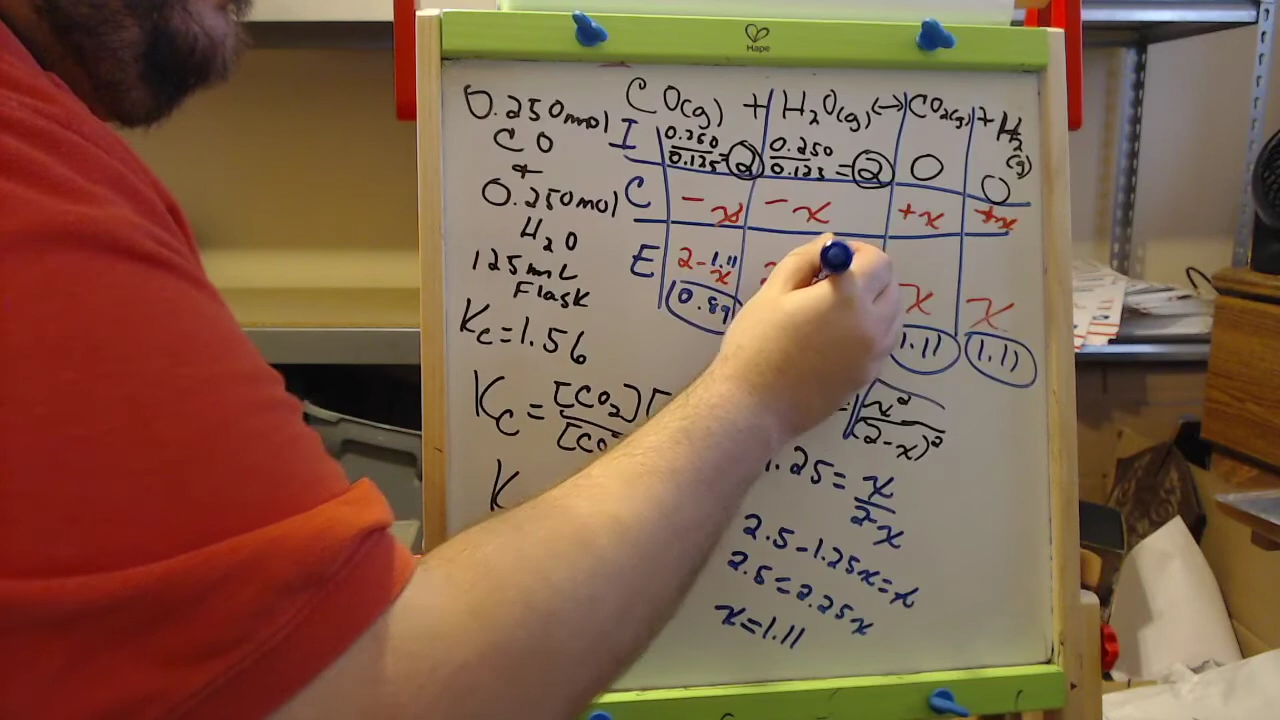 Hape
0.250mol
CO
+
0.250mol
H₂O
125mL
Flask
Kc=1.56
CO(g) + H₂O(g) ↔ CO₂(g) + H₂(g)
I 0.250/0.125=2 0.250/0.125=2 0 0
C -x -x +x +x
E 2-x 1.11 2 x x
0.89 1.11 1.11
Kc = [CO₂][ / [CO = √x²/(2-x)²
K
1.25= x/2-x
2.5-1.25x=x
2.5=2.25x
x=1.11